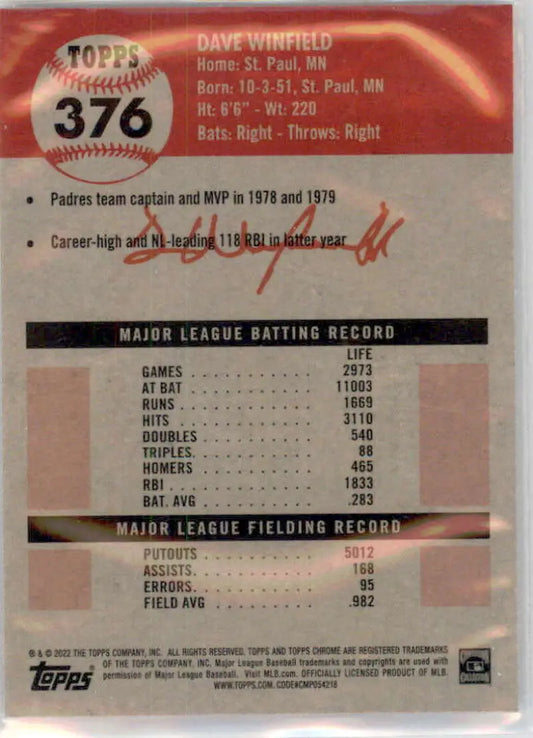 TOPPS
376
DAVE WINFIELD
Home: St. Paul, MN
Born: 10-3-51, St. Paul, MN
Ht: 6'6" - Wt: 220
Bats: Right - Throws: Right
• Padres team captain and MVP in 1978 and 1979
• Career-high and NL-leading 118 RBI in latter year
MAJOR LEAGUE BATTING RECORD
LIFE
GAMES . . . . . . . . . . . 2973
AT BAT . . . . . . . . . . . 11003
RUNS . . . . . . . . . . . 1669
HITS . . . . . . . . . . . 3110
DOUBLES . . . . . . . . . . 540
TRIPLES. . . . . . . . . . . 88
HOMERS . . . . . . . . . . 465
RBI . . . . . . . . . . . 1833
BAT. AVG . . . . . . . . . .283
MAJOR LEAGUE FIELDING RECORD
PUTOUTS . . . . . . . . . . 5012
ASSISTS. . . . . . . . . . . 168
ERRORS. . . . . . . . . . . 95
FIELD AVG . . . . . . . . . .982
® & © 2022 THE TOPPS COMPANY, INC. ALL RIGHTS RESERVED. TOPPS AND TOPPS CHROME ARE REGISTERED TRADEMARKS
OF THE TOPPS COMPANY, INC. Major League Baseball trademarks and copyrights are used with
permission of Major League Baseball. Visit MLB.com. OFFICIALLY LICENSED PRODUCT OF MLB.
WWW.TOPPS.COM. CODE#CMP054218
Topps